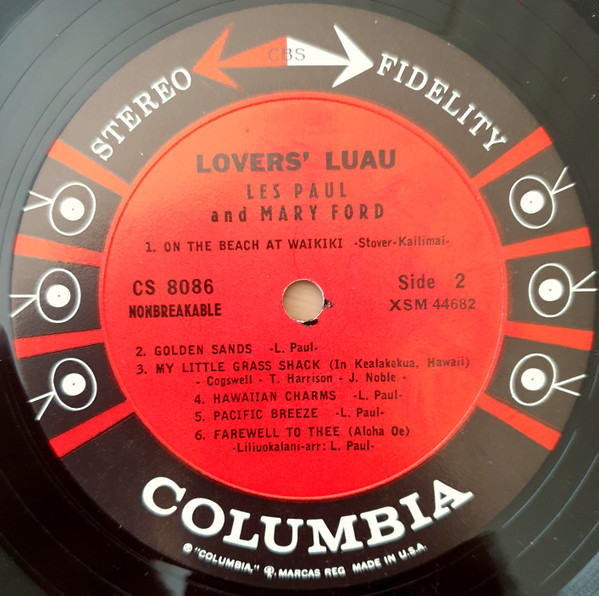 STEREO CBS FIDELITY
LOVERS' LUAU
LES PAUL
and MARY FORD
1. ON THE BEACH AT WAIKIKI -Stover-Kailimai-
CS 8086
NONBREAKABLE
Side 2
XSM 44682
2. GOLDEN SANDS -L. Paul-
3. MY LITTLE GRASS SHACK (In Kealakekua, Hawaii)
- Cogswell - T. Harrison - J. Noble -
4. HAWAIIAN CHARMS -L. Paul-
5. PACIFIC BREEZE -L. Paul-
6. FAREWELL TO THEE (Aloha Oe)
-Liliuokalani-arr: L. Paul-
COLUMBIA
® "COLUMBIA," MARCAS REG MADE IN U.S.A.